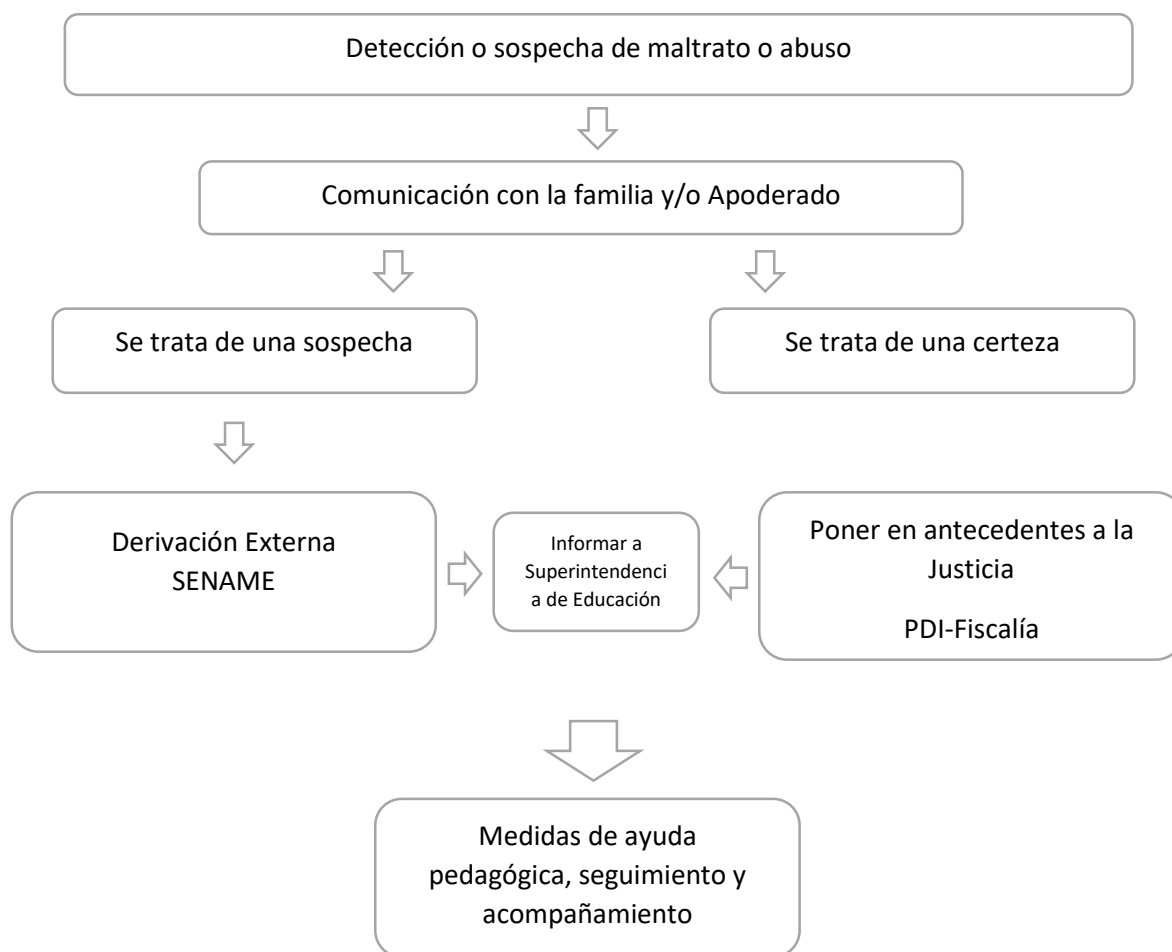 Detección o sospecha de maltrato o abuso
Comunicación con la familia y/o Apoderado
Se trata de una sospecha
Se trata de una certeza
Derivación Externa
SENAME
Informar a
Superintendenci
a de Educación
Poner en antecedentes a la
Justicia
PDI-Fiscalía
Medidas de ayuda
pedagógica, seguimiento y
acompañamiento